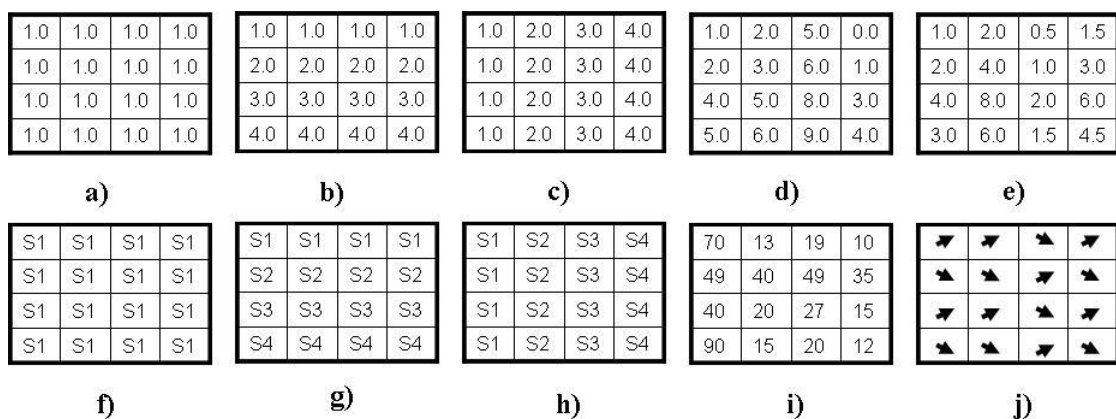 1.0 1.0 1.0 1.0
1.0 1.0 1.0 1.0
1.0 1.0 1.0 1.0
1.0 1.0 1.0 1.0
a)
1.0 1.0 1.0 1.0
2.0 2.0 2.0 2.0
3.0 3.0 3.0 3.0
4.0 4.0 4.0 4.0
b)
1.0 2.0 3.0 4.0
1.0 2.0 3.0 4.0
1.0 2.0 3.0 4.0
1.0 2.0 3.0 4.0
c)
1.0 2.0 5.0 0.0
2.0 3.0 6.0 1.0
4.0 5.0 8.0 3.0
5.0 6.0 9.0 4.0
d)
1.0 2.0 0.5 1.5
2.0 4.0 1.0 3.0
4.0 8.0 2.0 6.0
3.0 6.0 1.5 4.5
e)
S1 S1 S1 S1
S1 S1 S1 S1
S1 S1 S1 S1
S1 S1 S1 S1
f)
S1 S1 S1 S1
S2 S2 S2 S2
S3 S3 S3 S3
S4 S4 S4 S4
g)
S1 S2 S3 S4
S1 S2 S3 S4
S1 S2 S3 S4
S1 S2 S3 S4
h)
70 13 19 10
49 40 49 35
40 20 27 15
90 15 20 12
i)
j)